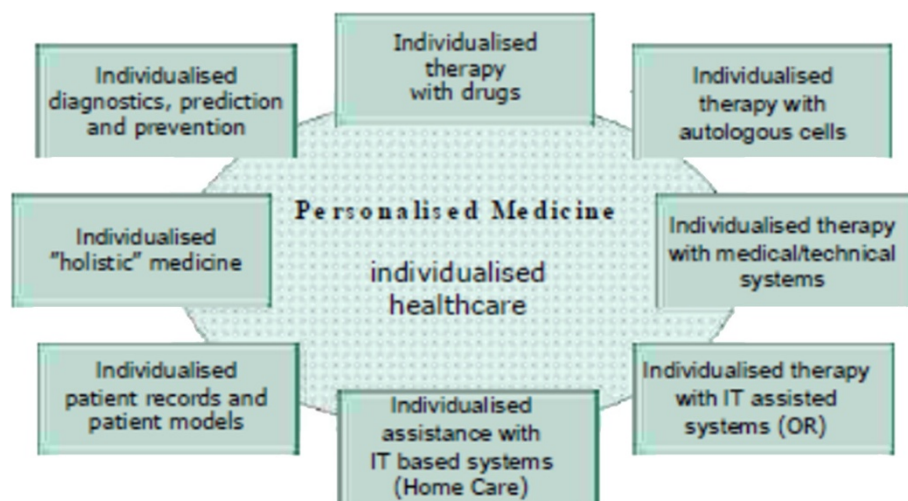 Individualised
therapy
with drugs
Individualised
diagnostics, prediction
and prevention
Individualised
therapy with
autologous cells
Personalised Medicine
individualised
healthcare
Individualised
"holistic" medicine
Individualised therapy
with medical/technical
systems
Individualised
patient records and
patient models
Individualised
assistance with
IT based systems
(Home Care)
Individualised therapy
with IT assisted
systems (OR)